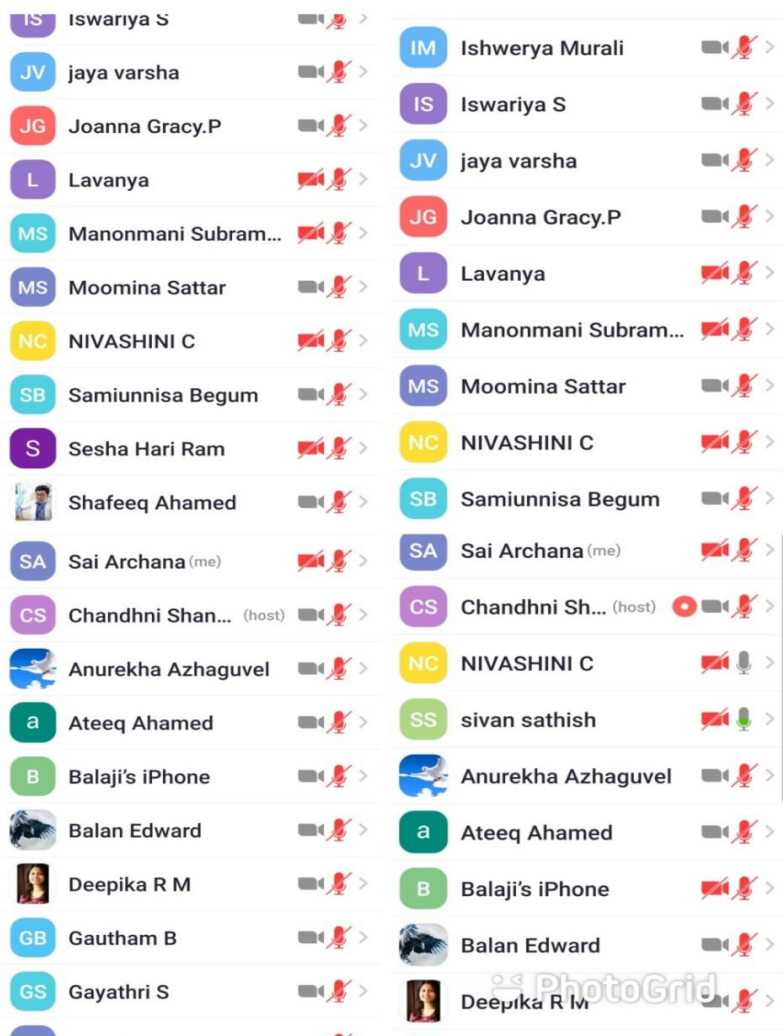 IS Iswariya S
JV jaya varsha
JG Joanna Gracy.P
L Lavanya
MS Manonmani Subram...
MS Moomina Sattar
NC NIVASHINI C
SB Samiunnisa Begum
S Sesha Hari Ram
Shafeeq Ahamed
SA Sai Archana (me)
CS Chandhni Shan... (host)
Anurekha Azhaguvel
a Ateeq Ahamed
B Balaji's iPhone
Balan Edward
Deepika R M
GB Gautham B
GS Gayathri S
IM Ishwerya Murali
IS Iswariya S
JV jaya varsha
JG Joanna Gracy.P
L Lavanya
MS Manonmani Subram...
MS Moomina Sattar
NC NIVASHINI C
SB Samiunnisa Begum
SA Sai Archana (me)
CS Chandhni Sh... (host)
NC NIVASHINI C
SS sivan sathish
Anurekha Azhaguvel
a Ateeq Ahamed
B Balaji's iPhone
Balan Edward
PhotoGrid
Deepika R M